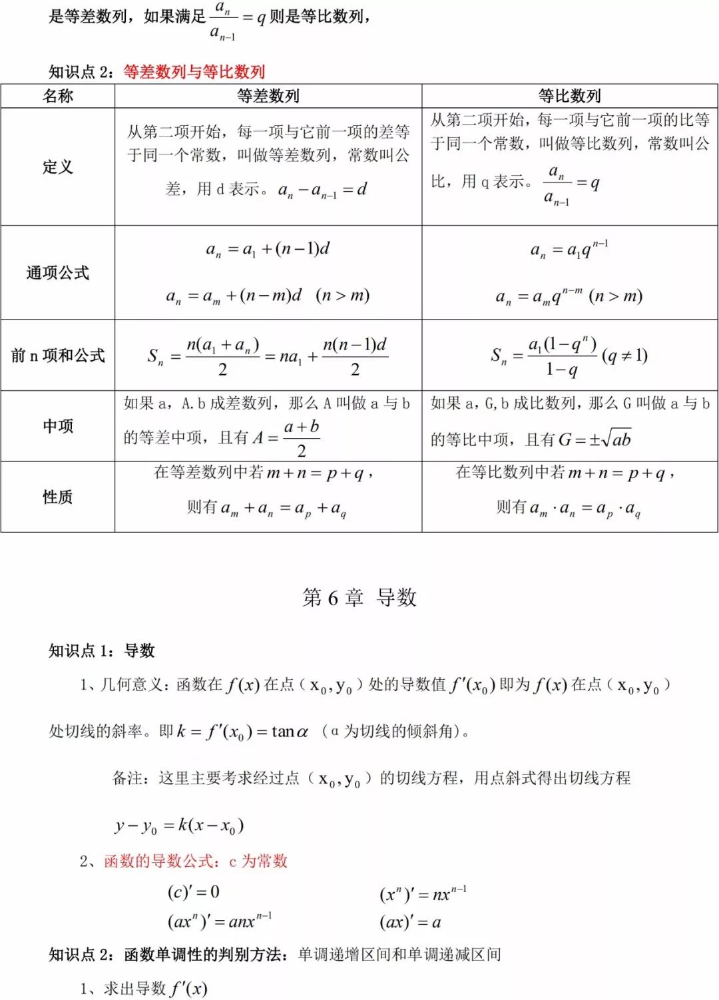 是等差数列，如果满足 a_n/a_{n-1} = q 则是等比数列，
知识点 2：等差数列与等比数列
名称 等差数列 等比数列
定义
从第二项开始，每一项与它前一项的差等
于同一个常数，叫做等差数列，常数叫公
差，用 d 表示。a_n - a_{n-1} = d
从第二项开始，每一项与它前一项的比等
于同一个常数，叫做等比数列，常数叫公
比，用 q 表示。a_n/a_{n-1} = q
通项公式
a_n = a_1 + (n-1)d
a_n = a_m + (n-m)d (n > m)
a_n = a_1q^{n-1}
a_n = a_mq^{n-m} (n > m)
前 n 项和公式
S_n = n(a_1 + a_n)/2 = na_1 + n(n-1)d/2
S_n = a_1(1-q^n)/(1-q) (q ≠ 1)
中项
如果 a，A.b 成差数列，那么 A 叫做 a 与 b
的等差中项，且有 A = (a+b)/2
如果 a，G,b 成比数列，那么 G 叫做 a 与 b
的等比中项，且有 G = ±√ab
性质
在等差数列中若 m+n = p+q，
则有 a_m + a_n = a_p + a_q
在等比数列中若 m+n = p+q，
则有 a_m · a_n = a_p · a_q
第 6 章 导数
知识点 1：导数
1、几何意义：函数在 f(x) 在点（x_0,y_0）处的导数值 f′(x_0) 即为 f(x) 在点（x_0,y_0）
处切线的斜率。即 k = f′(x_0) = tanα (α为切线的倾斜角)。
备注：这里主要考求经过点（x_0,y_0）的切线方程，用点斜式得出切线方程
y - y_0 = k(x - x_0)
2、函数的导数公式：c 为常数
(c)′ = 0 (x^n)′ = nx^{n-1}
(ax^n)′ = anx^{n-1} (ax)′ = a
知识点 2：函数单调性的判别方法：单调递增区间和单调递减区间
1、求出导数 f′(x)